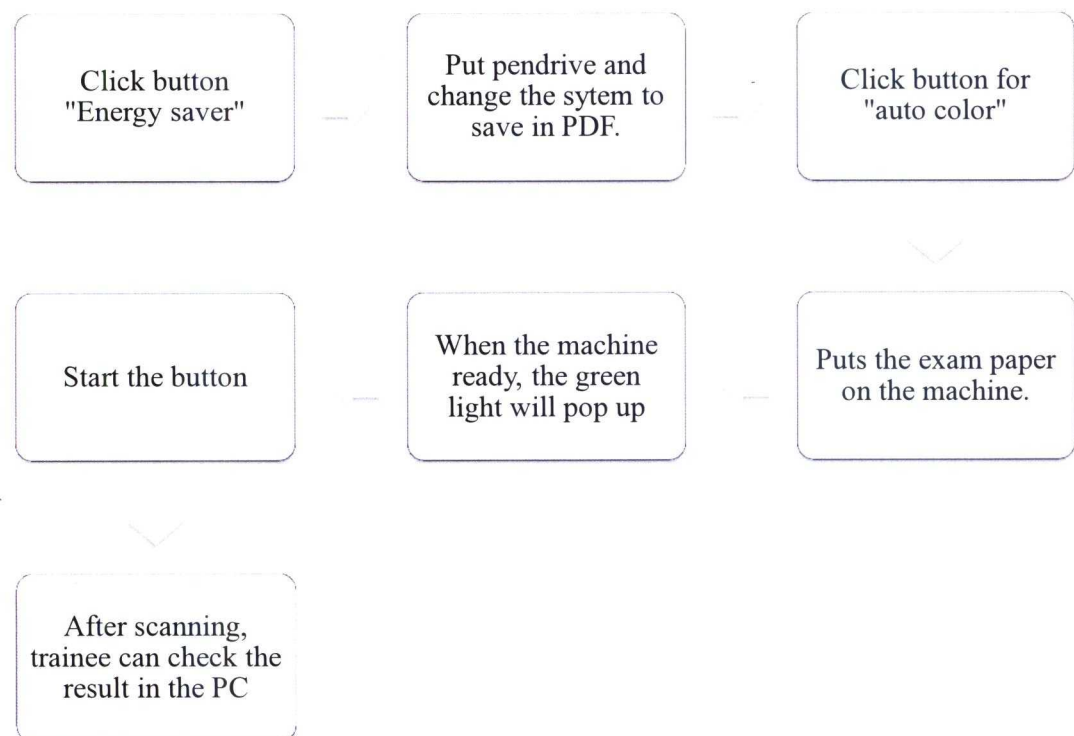 Click button
"Energy saver"
Put pendrive and
change the sytem to
save in PDF.
Click button for
"auto color"
Puts the exam paper
on the machine.
When the machine
ready, the green
light will pop up
Start the button
After scanning,
trainee can check the
result in the PC